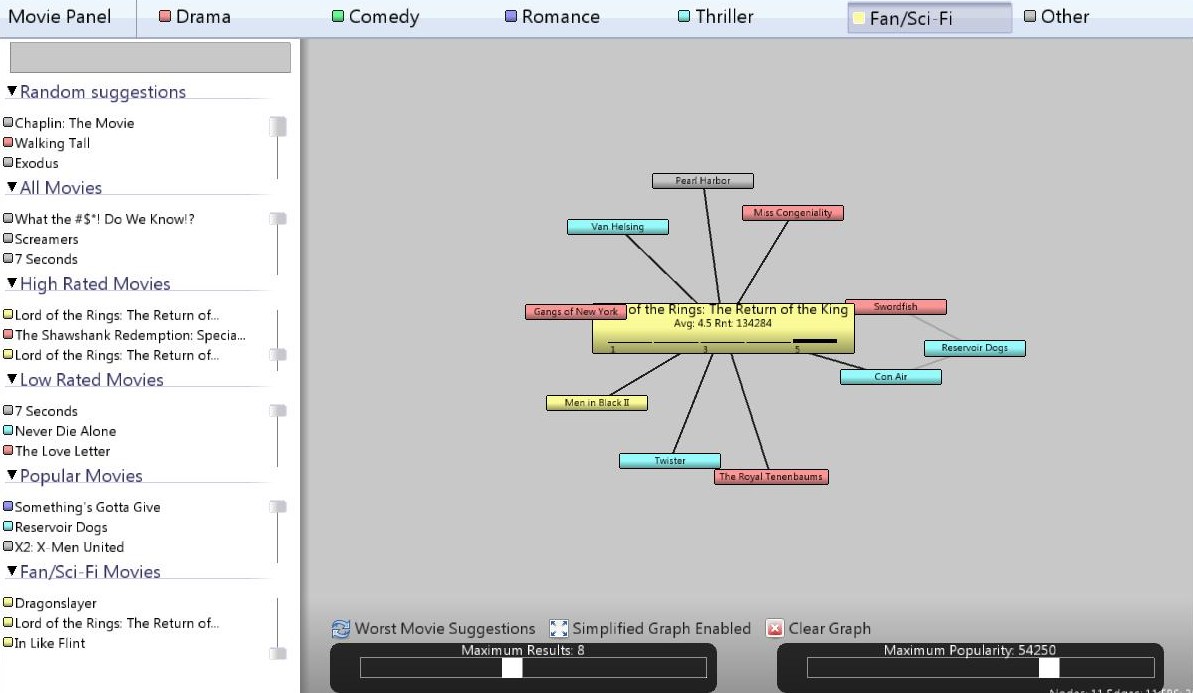 Movie Panel
Drama
Comedy
Romance
Thriller
Fan/Sci-Fi
Other
Random suggestions
Chaplin: The Movie
Walking Tall
Exodus
All Movies
What the #$*! Do We Know!?
Screamers
7 Seconds
High Rated Movies
Lord of the Rings: The Return of...
The Shawshank Redemption: Specia...
Lord of the Rings: The Return of...
Low Rated Movies
7 Seconds
Never Die Alone
The Love Letter
Popular Movies
Something's Gotta Give
Reservoir Dogs
X2: X-Men United
Fan/Sci-Fi Movies
Dragonslayer
Lord of the Rings: The Return of...
In Like Flint
Pearl Harbor
Miss Congeniality
Van Helsing
Gangs of New York
of the Rings: The Return of the King
Avg: 4.5 Rnt: 134284
1 3 5
Swordfish
Reservoir Dogs
Con Air
Men in Black II
Twister
The Royal Tenenbaums
Worst Movie Suggestions
Simplified Graph Enabled
Clear Graph
Maximum Results: 8
Maximum Popularity: 54250